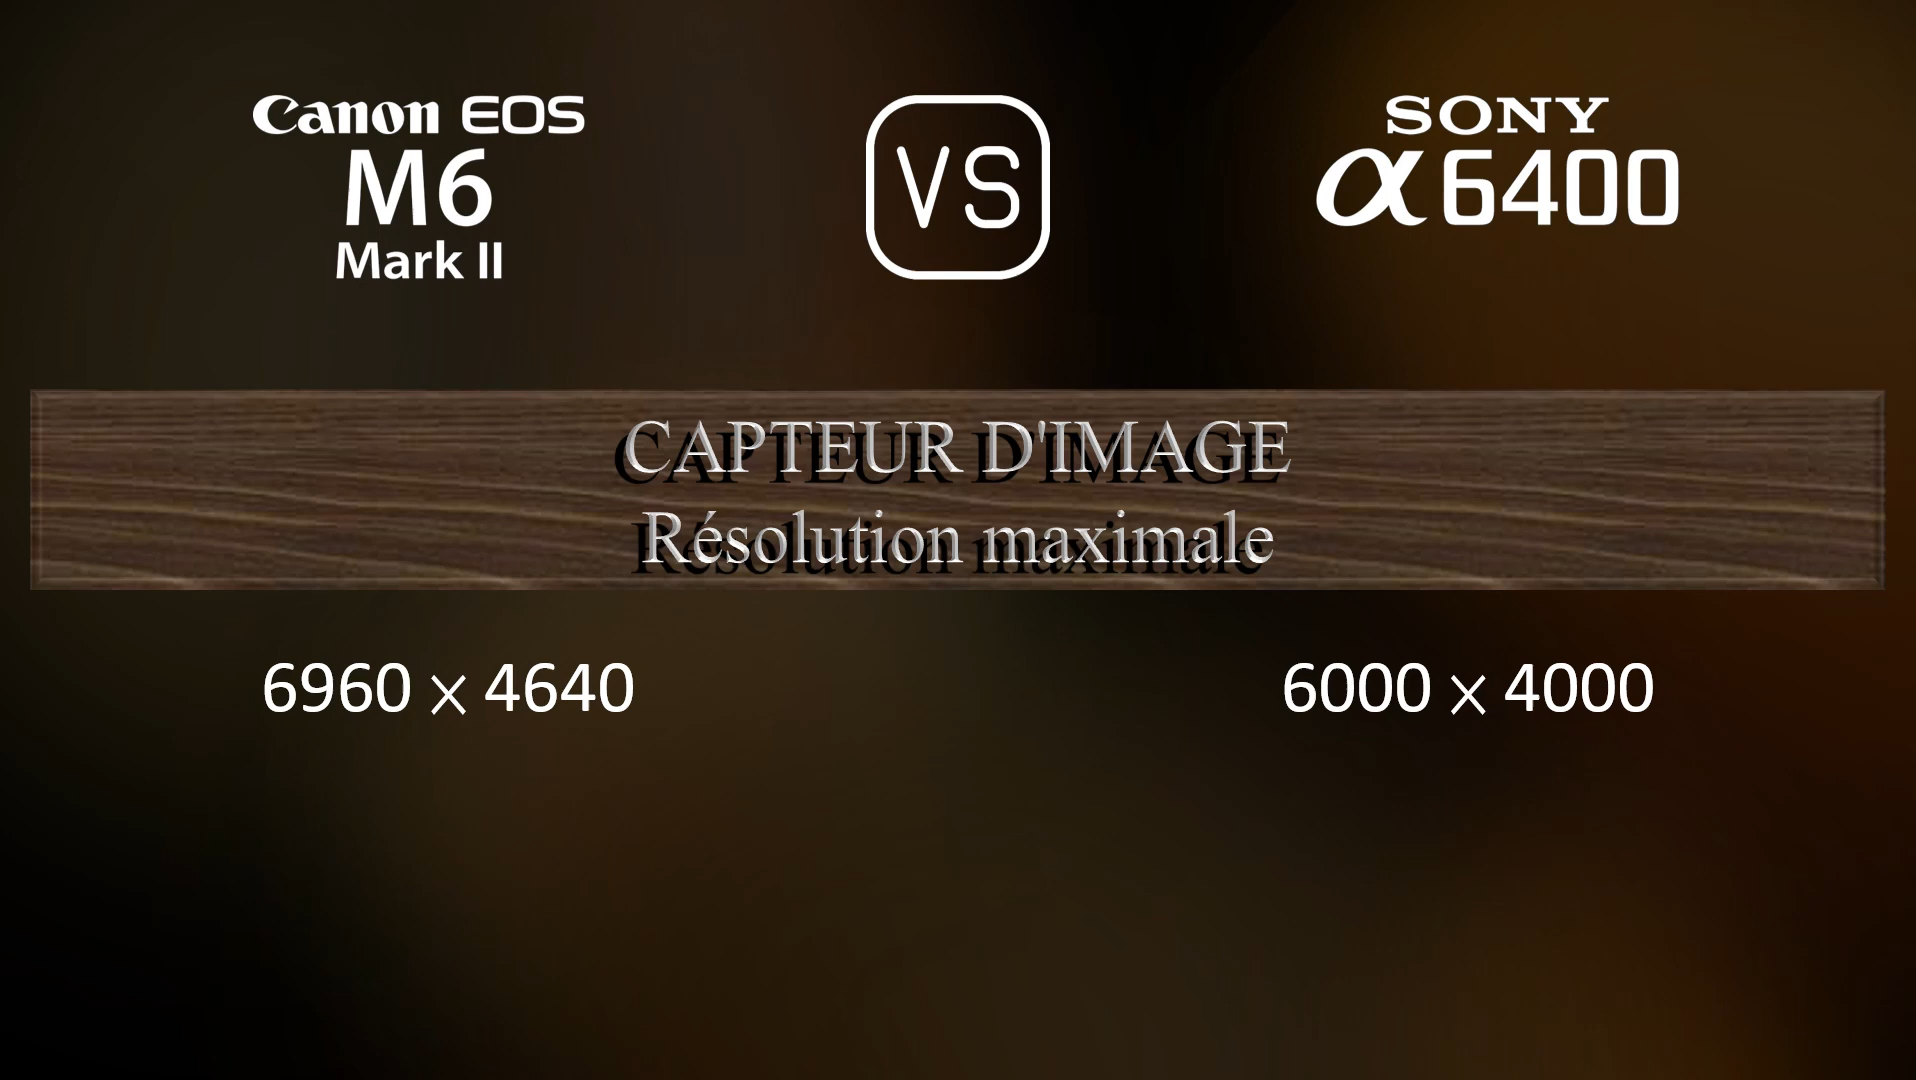 Canon EOS
M6
Mark II
VS
SONY
α6400
CAPTEUR D'IMAGE
Résolution maximale
6960 x 4640
6000 x 4000